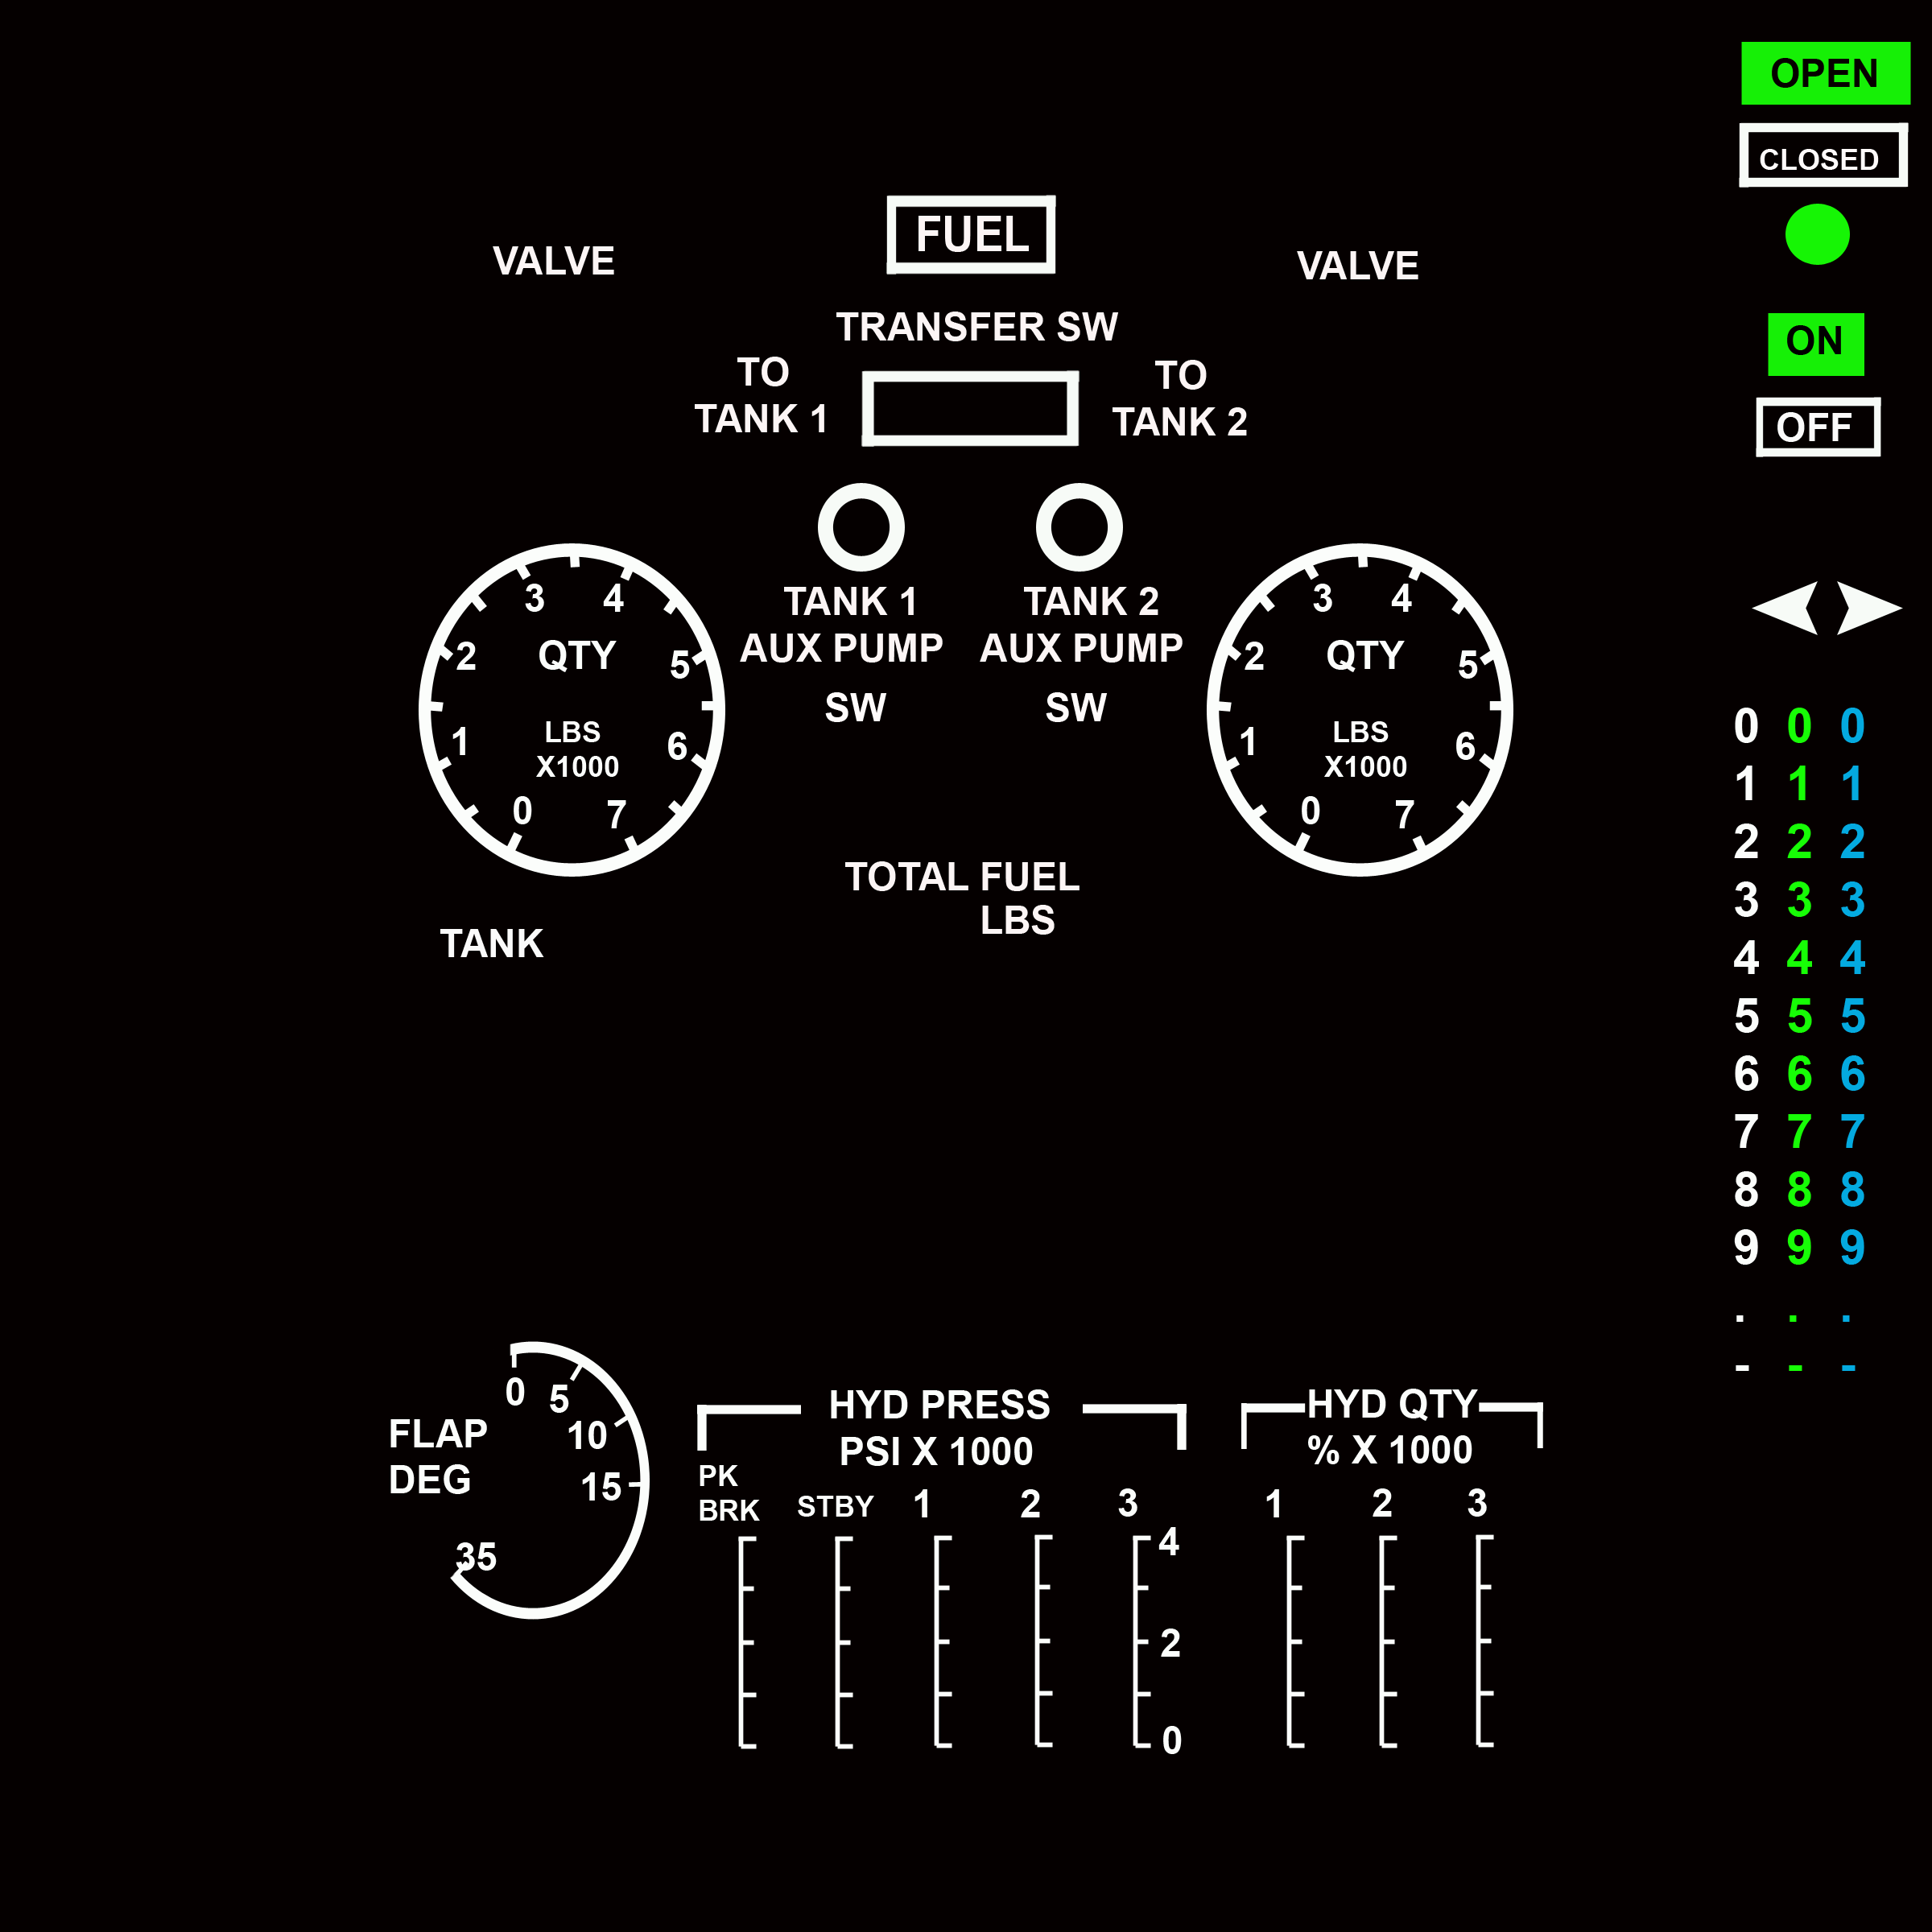 OPEN
CLOSED
FUEL
VALVE
VALVE
TRANSFER SW
ON
TO
TANK 1
TO
TANK 2
OFF
TANK 1
AUX PUMP
SW
TANK 2
AUX PUMP
SW
3 4
2 QTY 5
1 LBS 6
X1000
0 7
3 4
2 QTY 5
1 LBS 6
X1000
0 7
TOTAL FUEL
LBS
TANK
0 0 0
1 1 1
2 2 2
3 3 3
4 4 4
5 5 5
6 6 6
7 7 7
8 8 8
9 9 9
. . .
- - -
FLAP
DEG
0 5
10
15
35
HYD PRESS
PSI X 1000
PK
BRK
STBY 1 2 3
4
2
0
HYD QTY
% X 1000
1 2 3